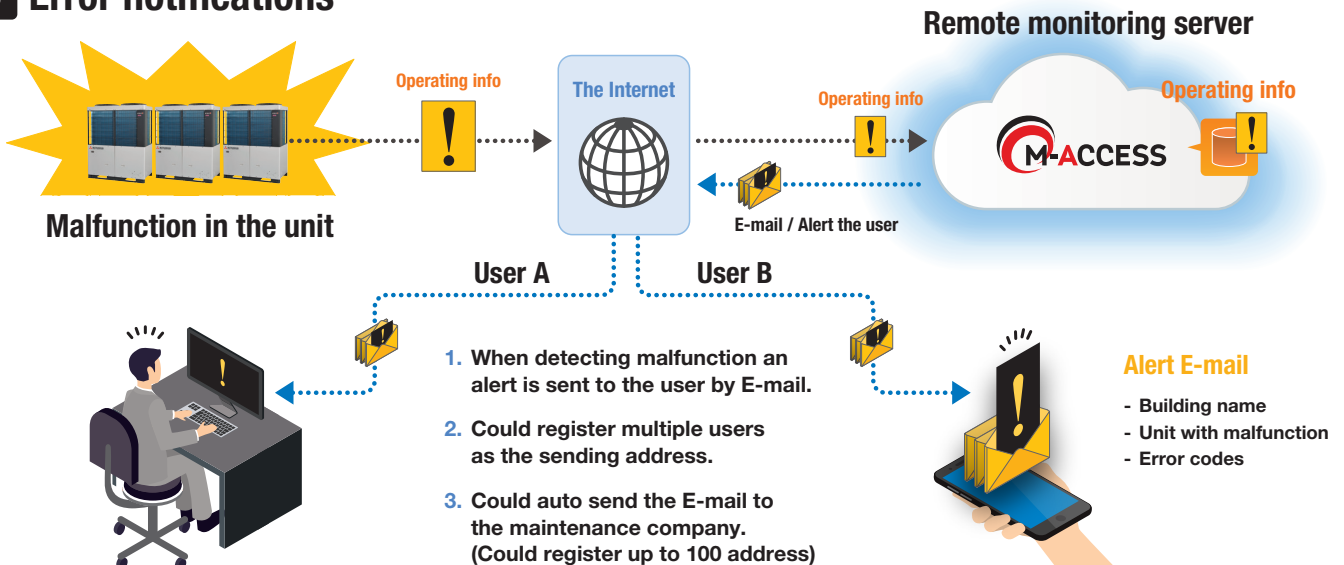 Error notifications
Remote monitoring server
Operating info
The Internet
Operating info
Operating info
M-ACCESS
Malfunction in the unit
E-mail / Alert the user
User A
User B
1. When detecting malfunction an
alert is sent to the user by E-mail.
2. Could register multiple users
as the sending address.
3. Could auto send the E-mail to
the maintenance company.
(Could register up to 100 address)
Alert E-mail
- Building name
- Unit with malfunction
- Error codes